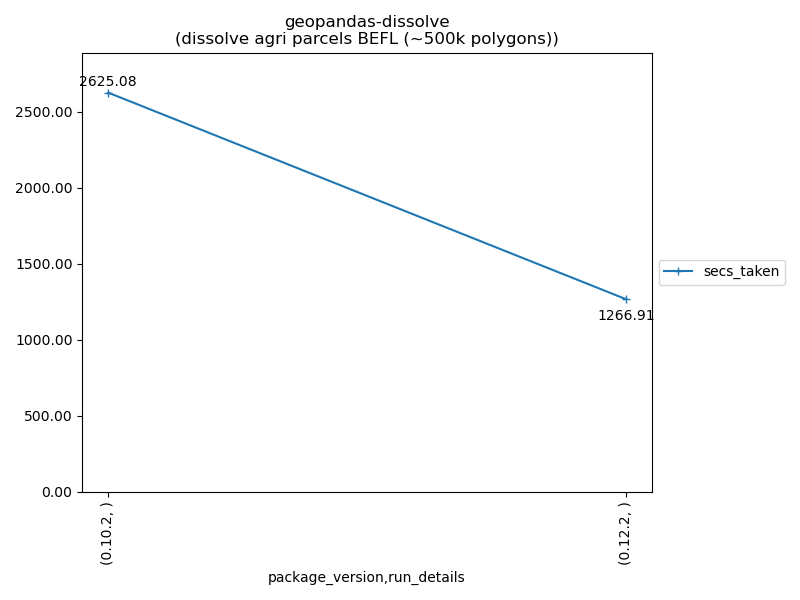 geopandas-dissolve
(dissolve agri parcels BEFL (~500k polygons))
2625.08
2500.00
2000.00
1500.00
secs_taken
1266.91
1000.00
500.00
0.00
(0.10.2, )
(0.12.2, )
package_version,run_details